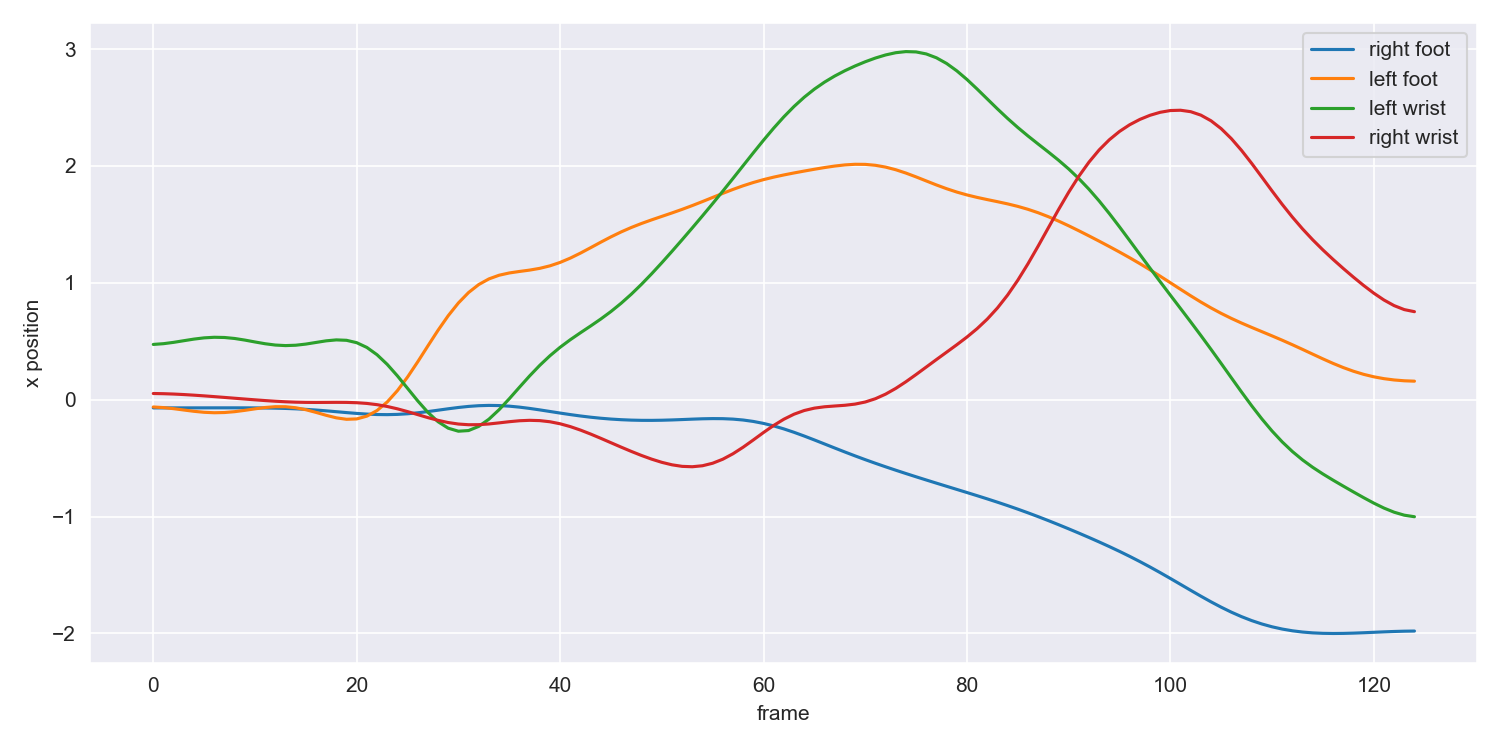 3
2
1
0
−1
−2
x position
0 20 40 60 80 100 120
frame
right foot
left foot
left wrist
right wrist